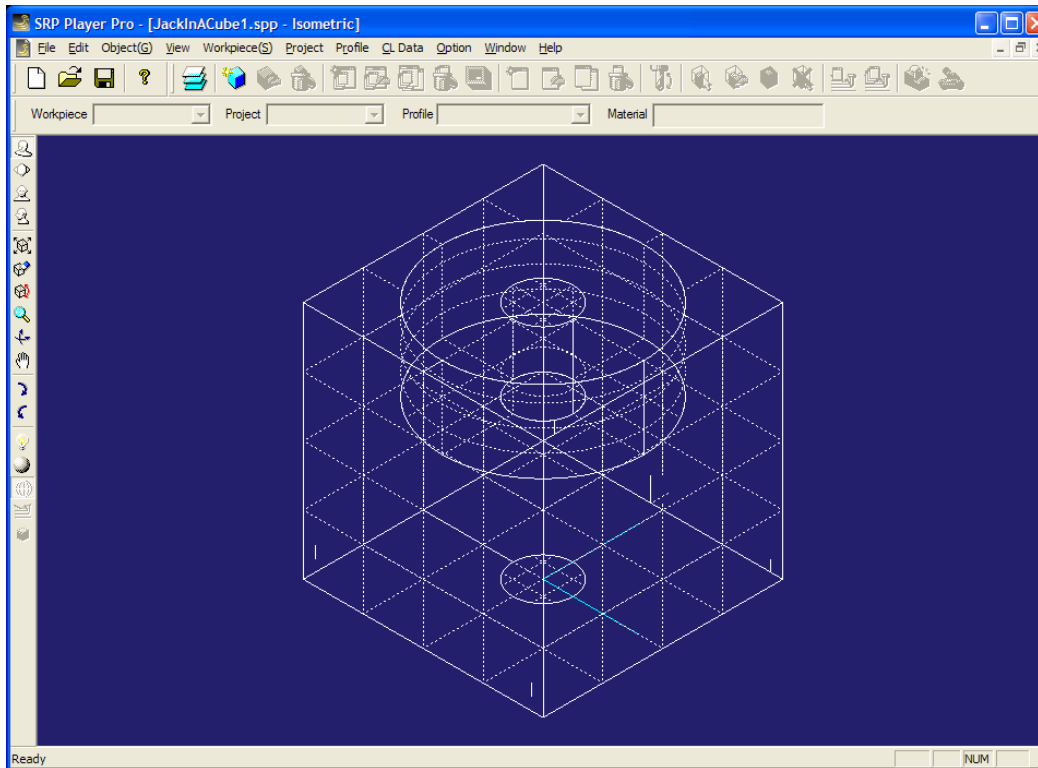 SRP Player Pro - [JackInACube1.spp - Isometric]
File Edit Object(G) View Workpiece(S) Project Profile CL Data Option Window Help
Workpiece Project Profile Material
Ready NUM